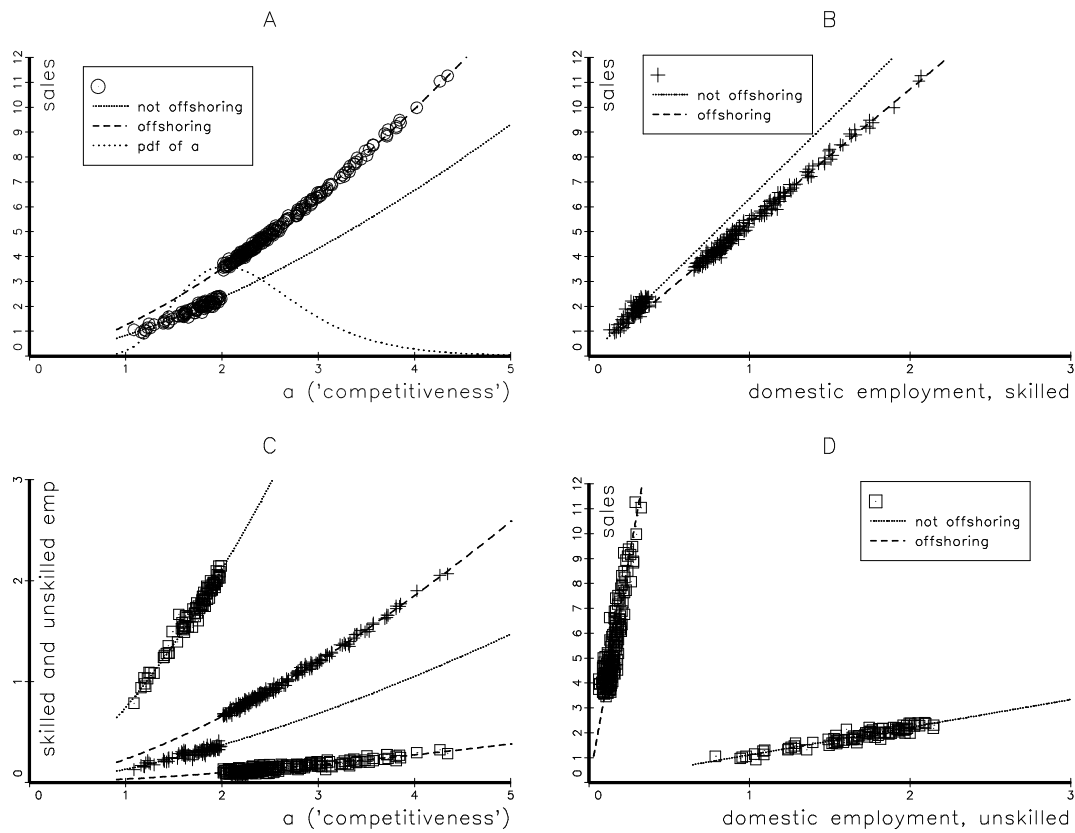 A
sales
not offshoring
offshoring
pdf of a
0 1 2 3 4 5 6 7 8 9 10 11 12
0 1 2 3 4 5
a ('competitiveness')
B
sales
not offshoring
offshoring
0 1 2 3 4 5 6 7 8 9 10 11 12
0 1 2 3
domestic employment, skilled
C
skilled and unskilled emp
0 1 2 3
0 1 2 3 4 5
a ('competitiveness')
D
sales
not offshoring
offshoring
0 1 2 3 4 5 6 7 8 9 10 11 12
0 1 2 3
domestic employment, unskilled